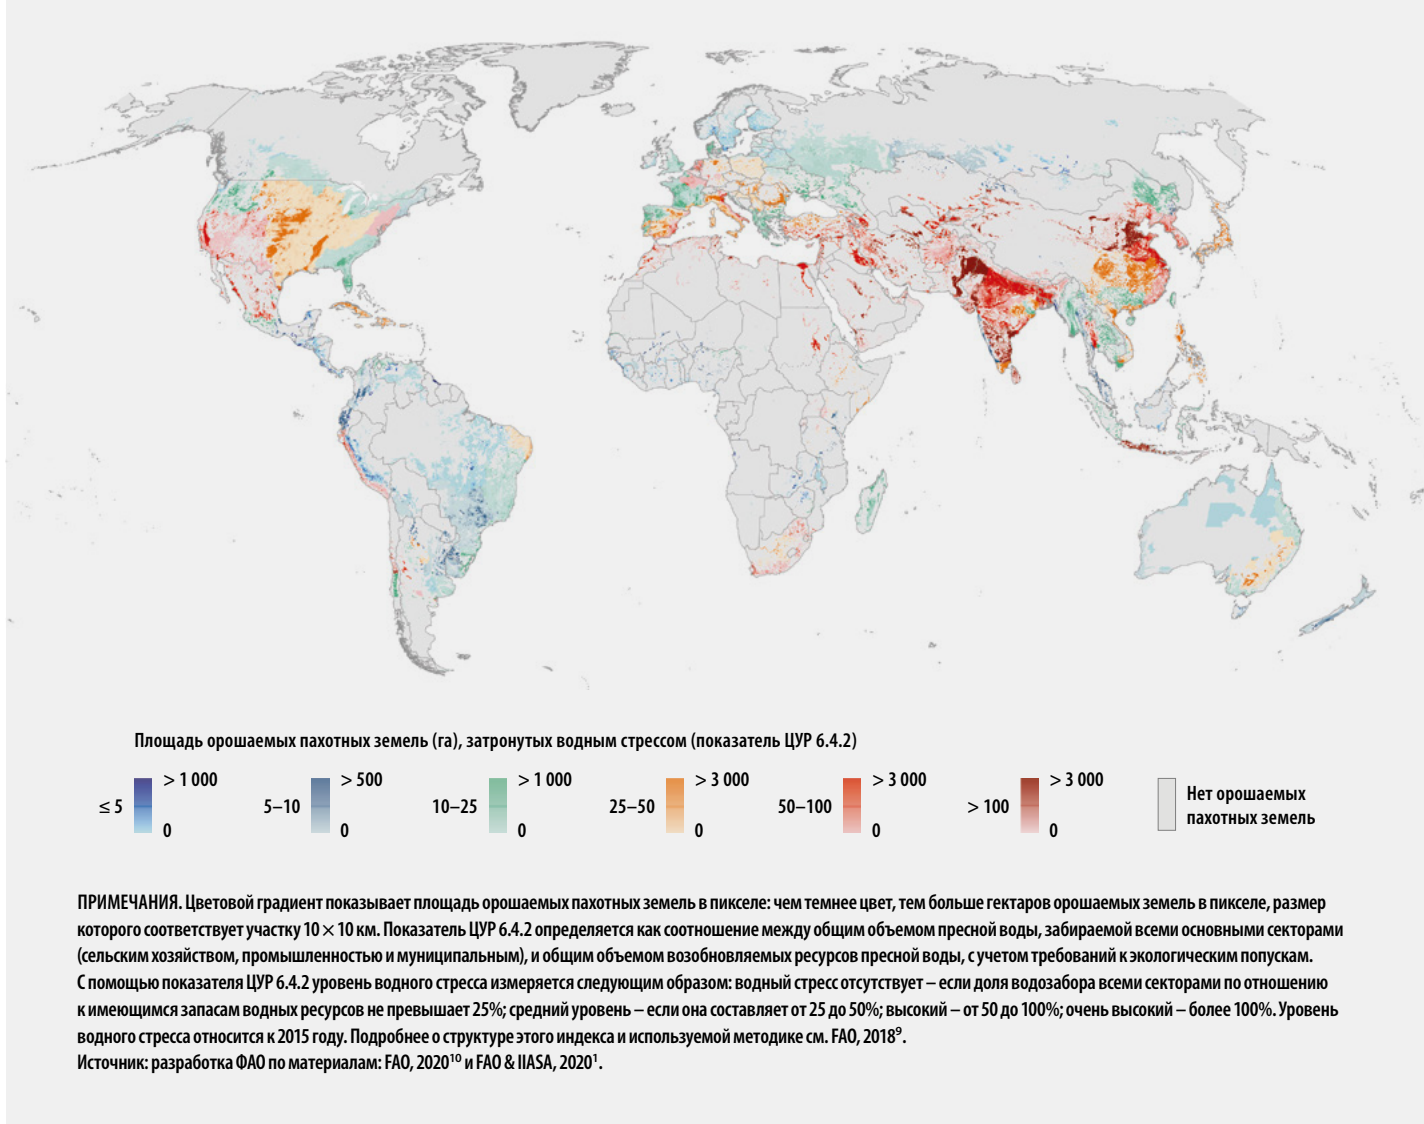 Площадь орошаемых пахотных земель (га), затронутых водным стрессом (показатель ЦУР 6.4.2)
≤ 5
> 1 000
0
5–10
> 500
0
10–25
> 1 000
0
25–50
> 3 000
0
50–100
> 3 000
0
> 100
> 3 000
0
Нет орошаемых
пахотных земель
ПРИМЕЧАНИЯ. Цветовой градиент показывает площадь орошаемых пахотных земель в пикселе: чем темнее цвет, тем больше гектаров орошаемых земель в пикселе, размер
которого соответствует участку 10 × 10 км. Показатель ЦУР 6.4.2 определяется как соотношение между общим объемом пресной воды, забираемой всеми основными секторами
(сельским хозяйством, промышленностью и муниципальным), и общим объемом возобновляемых ресурсов пресной воды, с учетом требований к экологическим попускам.
С помощью показателя ЦУР 6.4.2 уровень водного стресса измеряется следующим образом: водный стресс отсутствует – если доля водозабора всеми секторами по отношению
к имеющимся запасам водных ресурсов не превышает 25%; средний уровень – если она составляет от 25 до 50%; высокий – от 50 до 100%; очень высокий – более 100%. Уровень
водного стресса относится к 2015 году. Подробнее о структуре этого индекса и используемой методике см. FAO, 2018⁹.
Источник: разработка ФАО по материалам: FAO, 2020¹⁰ и FAO & IIASA, 2020¹.